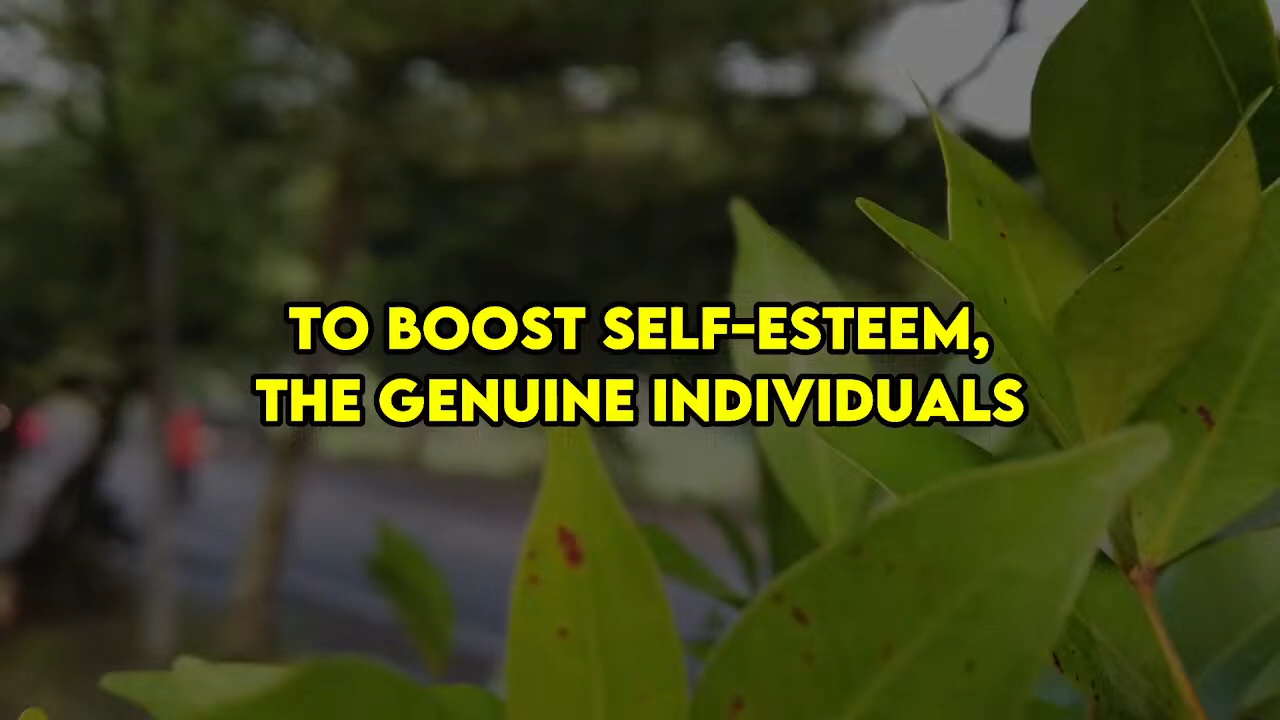 TO BOOST SELF-ESTEEM,
THE GENUINE INDIVIDUALS